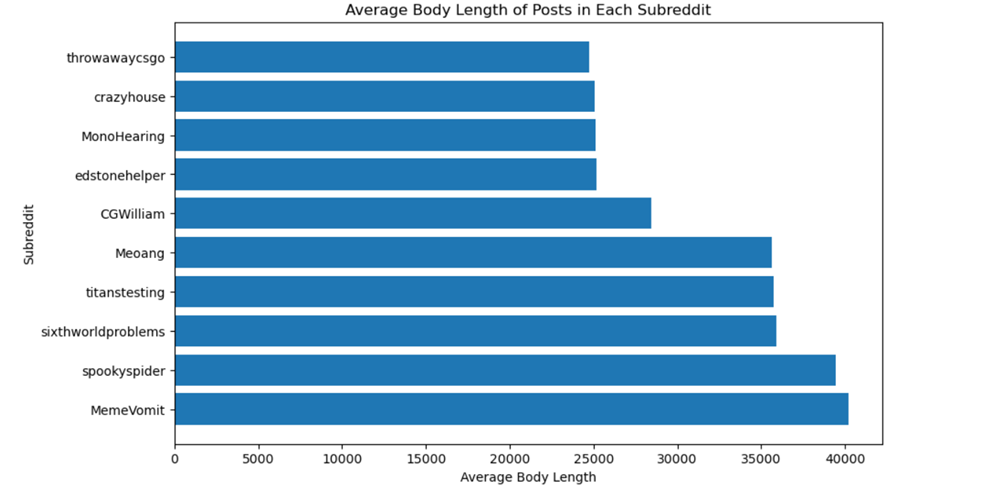 Average Body Length of Posts in Each Subreddit
throwawaycsgo
crazyhouse
MonoHearing
edstonehelper
CGWilliam
Meoang
titanstesting
sixthworldproblems
spookyspider
MemeVomit
Subreddit
0 5000 10000 15000 20000 25000 30000 35000 40000
Average Body Length